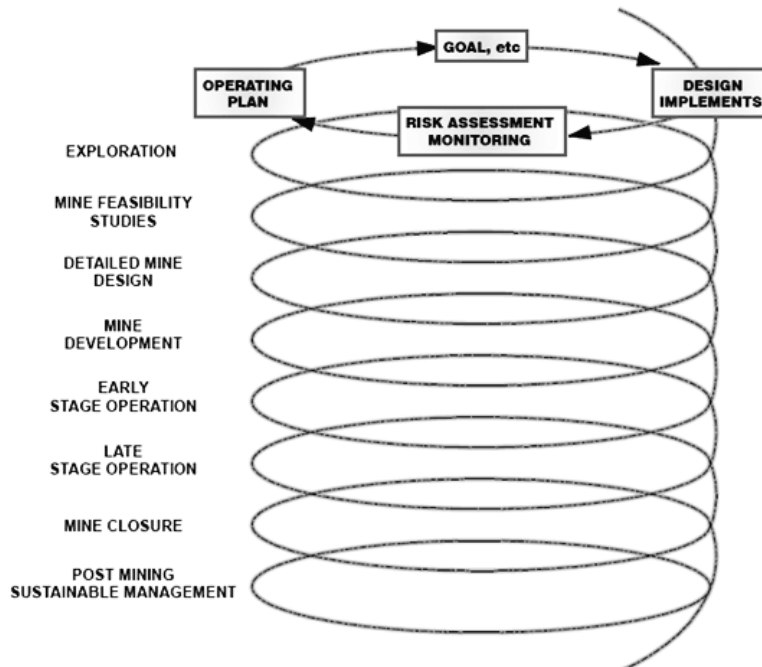 GOAL, etc
OPERATING
PLAN
DESIGN
IMPLEMENTS
RISK ASSESSMENT
MONITORING
EXPLORATION
MINE FEASIBILITY
STUDIES
DETAILED MINE
DESIGN
MINE
DEVELOPMENT
EARLY
STAGE OPERATION
LATE
STAGE OPERATION
MINE CLOSURE
POST MINING
SUSTAINABLE MANAGEMENT